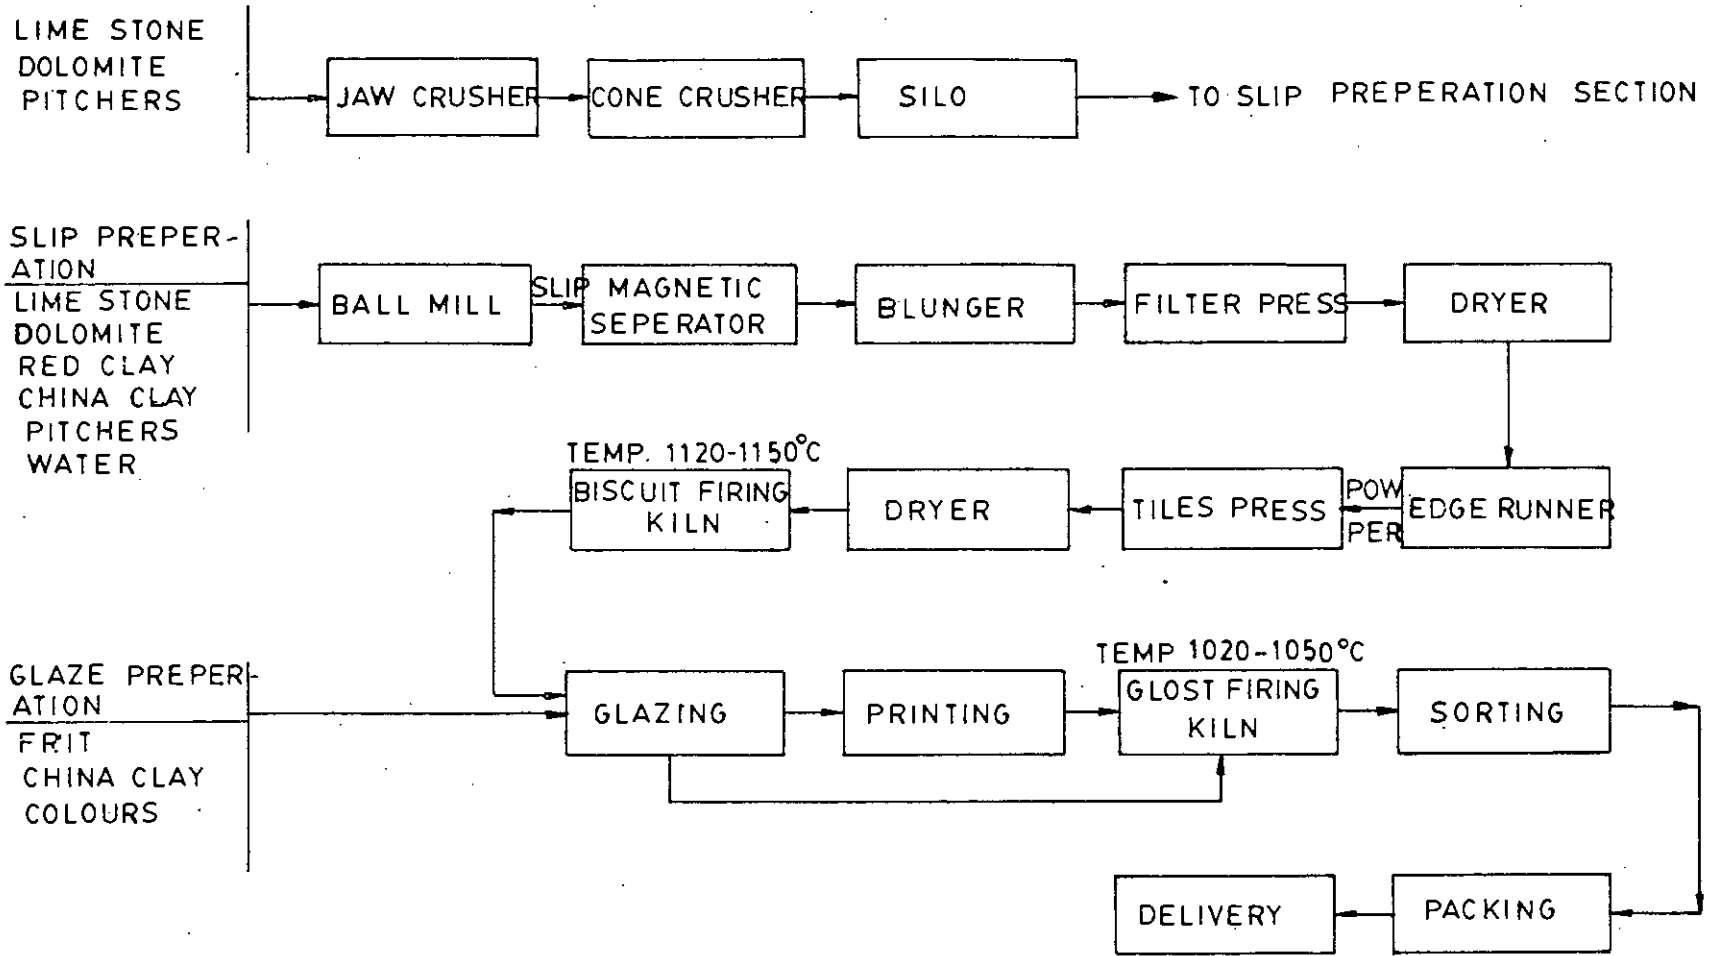 LIME STONE
DOLOMITE
PITCHERS
JAW CRUSHER
CONE CRUSHER
SILO
TO SLIP PREPERATION SECTION
SLIP PREPER-
ATION
LIME STONE
DOLOMITE
RED CLAY
CHINA CLAY
PITCHERS
WATER
BALL MILL
SLIP
MAGNETIC
SEPERATOR
BLUNGER
FILTER PRESS
DRYER
EDGE RUNNER
POW
PER
TILES PRESS
DRYER
TEMP. 1120-1150°C
BISCUIT FIRING
KILN
GLAZE PREPER-
ATION
FRIT
CHINA CLAY
COLOURS
GLAZING
PRINTING
TEMP 1020-1050°C
GLOST FIRING
KILN
SORTING
PACKING
DELIVERY